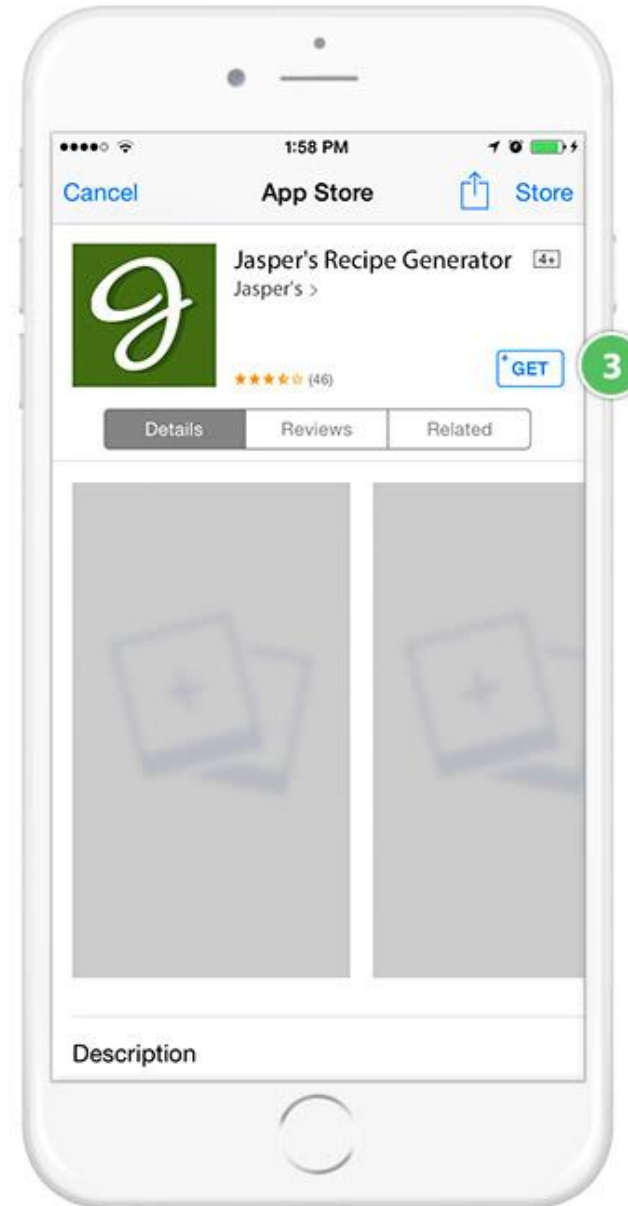 1:58 PM
Cancel App Store Store
Jasper's Recipe Generator 4+
Jasper's >
(46)
+GET
3
Details Reviews Related
Description